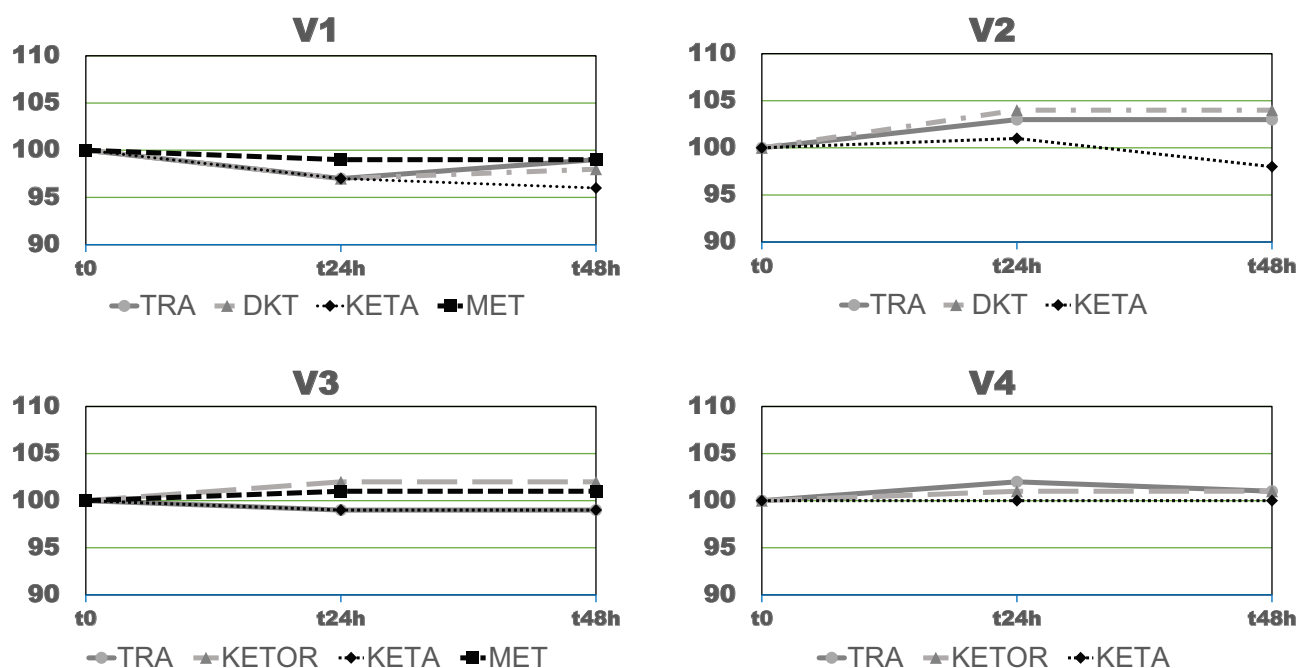 V1
110
105
100
95
90
t0 t24h t48h
TRA DKT KETA MET
V2
110
105
100
95
90
t0 t24h t48h
TRA DKT KETA
V3
110
105
100
95
90
t0 t24h t48h
TRA KETOR KETA MET
V4
110
105
100
95
90
t0 t24h t48h
TRA KETOR KETA